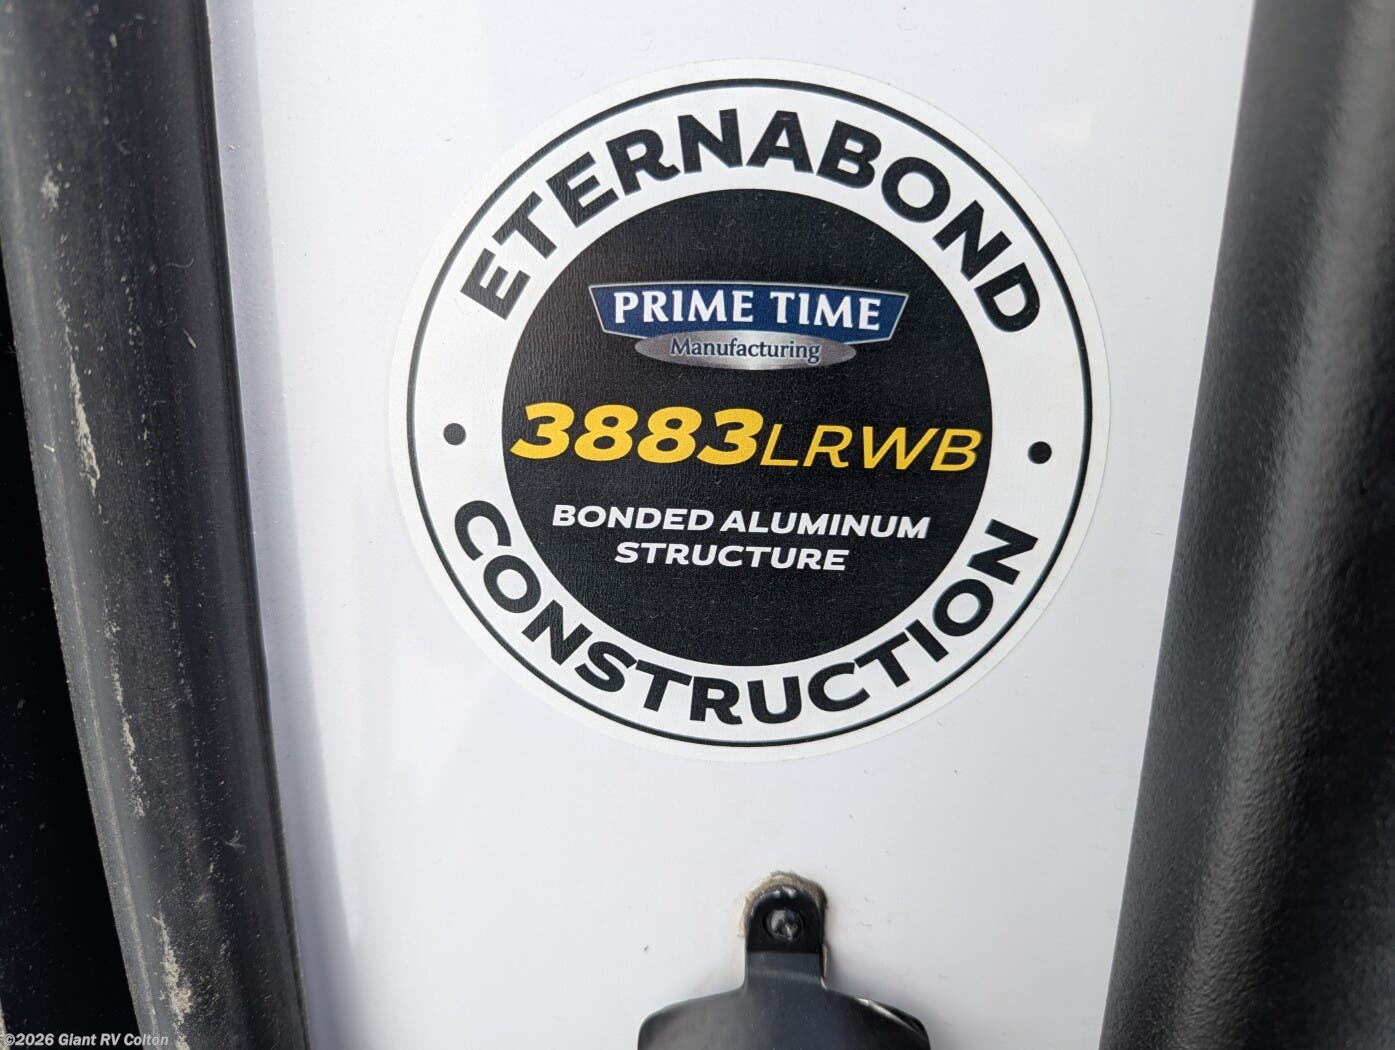 ETERNABOND
PRIME TIME
Manufacturing
3883LRWB
BONDED ALUMINUM
STRUCTURE
CONSTRUCTION
©2026 Giant RV Colton